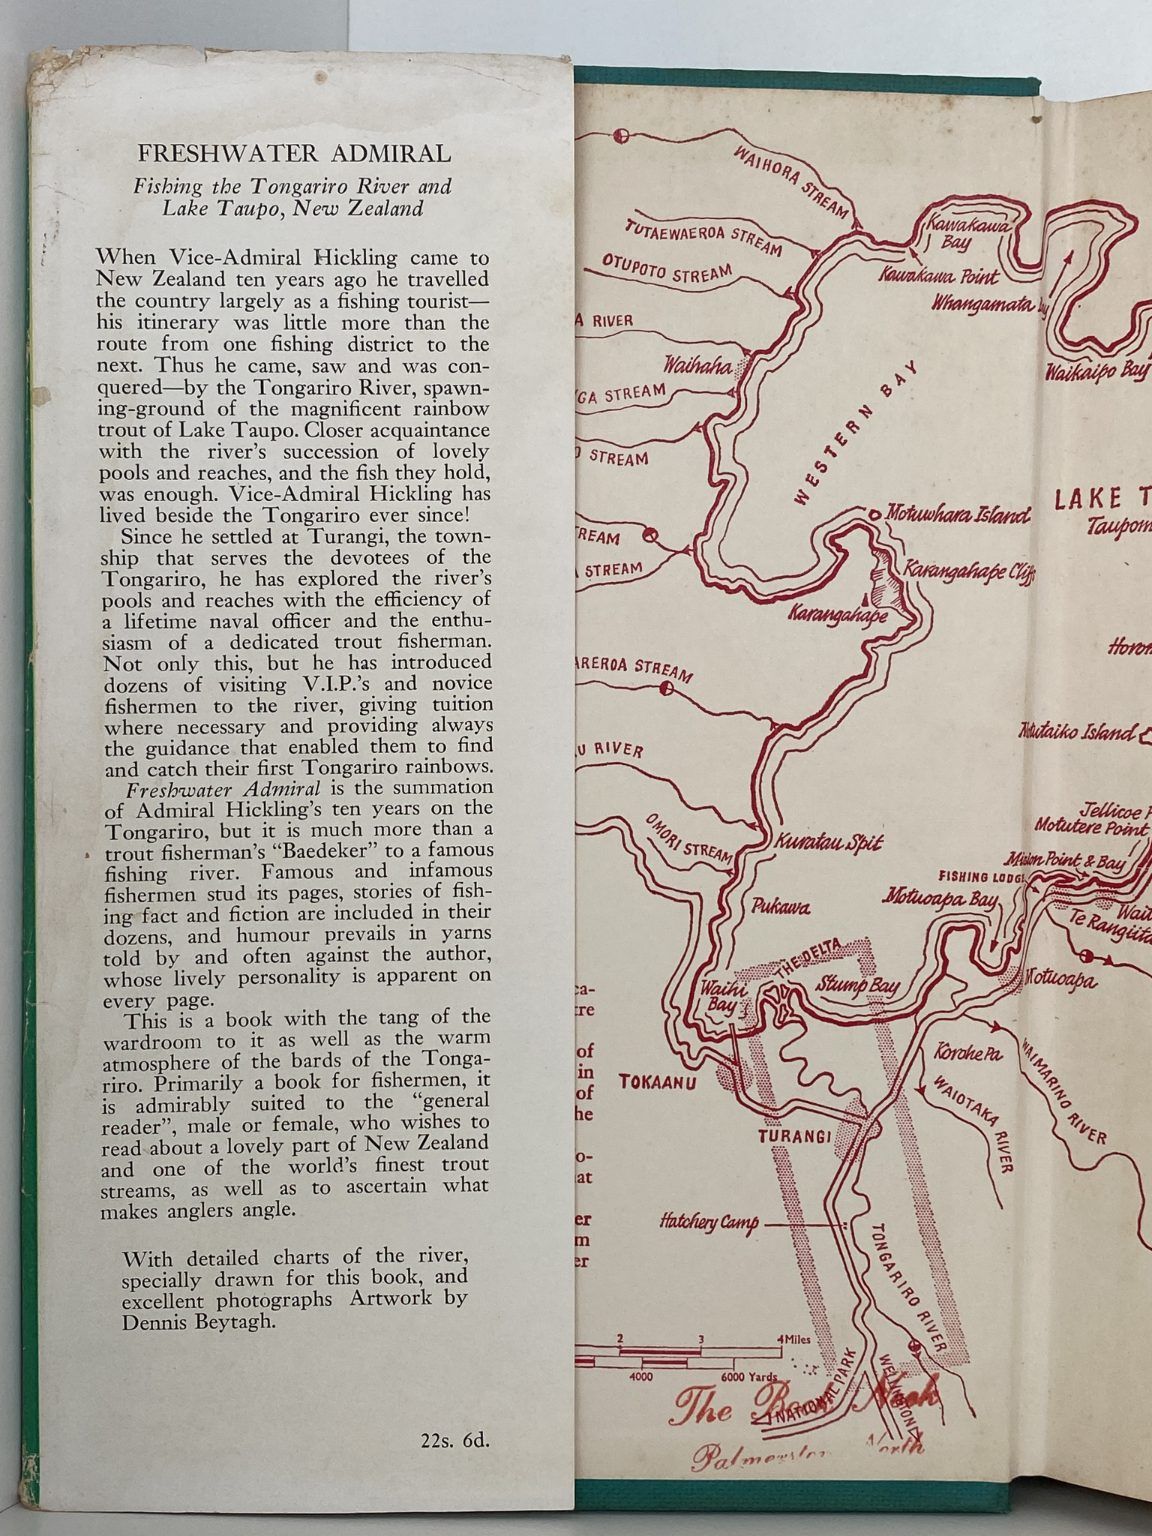 FRESHWATER ADMIRAL
Fishing the Tongariro River and
Lake Taupo, New Zealand
When Vice-Admiral Hickling came to
New Zealand ten years ago he travelled
the country largely as a fishing tourist—
his itinerary was little more than the
route from one fishing district to the
next. Thus he came, saw and was con-
quered—by the Tongariro River, spawn-
ing-ground of the magnificent rainbow
trout of Lake Taupo. Closer acquaintance
with the river's succession of lovely
pools and reaches, and the fish they hold,
was enough. Vice-Admiral Hickling has
lived beside the Tongariro ever since!
Since he settled at Turangi, the town-
ship that serves the devotees of the
Tongariro, he has explored the river's
pools and reaches with the efficiency of
a lifetime naval officer and the enthu-
siasm of a dedicated trout fisherman.
Not only this, but he has introduced
dozens of visiting V.I.P.'s and novice
fishermen to the river, giving tuition
where necessary and providing always
the guidance that enabled them to find
and catch their first Tongariro rainbows.
Freshwater Admiral is the summation
of Admiral Hickling's ten years on the
Tongariro, but it is much more than a
trout fisherman's “Baedeker” to a famous
fishing river. Famous and infamous
fishermen stud its pages, stories of fish-
ing fact and fiction are included in their
dozens, and humour prevails in yarns
told by and often against the author,
whose lively personality is apparent on
every page.
This is a book with the tang of the
wardroom to it as well as the warm
atmosphere of the bards of the Tonga-
riro. Primarily a book for fishermen, it
is admirably suited to the “general
reader”, male or female, who wishes to
read about a lovely part of New Zealand
and one of the world's finest trout
streams, as well as to ascertain what
makes anglers angle.
With detailed charts of the river,
specially drawn for this book, and
excellent photographs Artwork by
Dennis Beytagh.
22s. 6d.
WAIHORA STREAM
TUTAEWAEROA STREAM
OTUPOTO STREAM
A RIVER
Waihaha
GA STREAM
O STREAM
REAM
STREAM
AREROA STREAM
U RIVER
OMORI STREAM
Kawakawa
Bay
Kawakawa Point
Whangamata
Waikaipo Bay
WESTERN BAY
LAKE T
Taupom
Motuwhara Island
Karangahape Cliffs
Karangahape
Horom
Motutaiko Island
Kuratau Spit
Jellicoe P
Motutere Point
Mission Point & Bay
FISHING LODGE
Motuoapa Bay
Pukawa
Wait
Te Rangiita
THE DELTA
Waihi
Bay
Stump Bay
Motuoapa
ca-
re
of
in
of
he
o-
at
er
m
er
TOKAANU
Korohe Pa
WAIMARINO RIVER
WAIOTAKA RIVER
TURANGI
Hatchery Camp
TONGARIRO RIVER
2 3 4 Miles
4000 6000 Yards
NATIONAL PARK
WELLINGTON
The Book Nook
Palmerston North